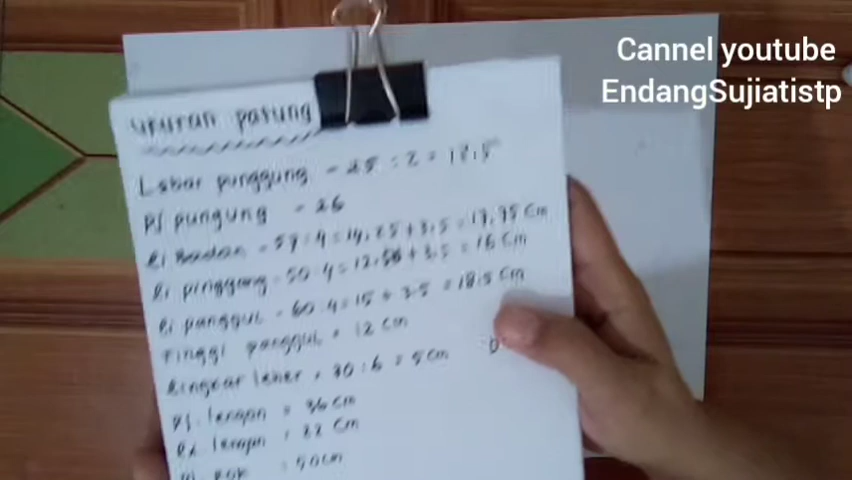 Cannel youtube
EndangSujiatistp
ukuran patung
Lebar punggung - 25 : 2 = 12,5
Pj pungung - 26
li Badan - 57 : 4 = 14,25 + 3,5 = 17,75 cm
li pinggang - 50 : 4 = 12,50 + 3,5 = 16 cm
li panggul - 60 : 4 = 15 + 3,5 = 18,5 cm
Tinggi panggul = 12 cm
lingkar leher = 30 : 6 = 5 cm
Pj. lengan = 36 cm
li lengan = 22 cm
Pj. rok = 50 cm